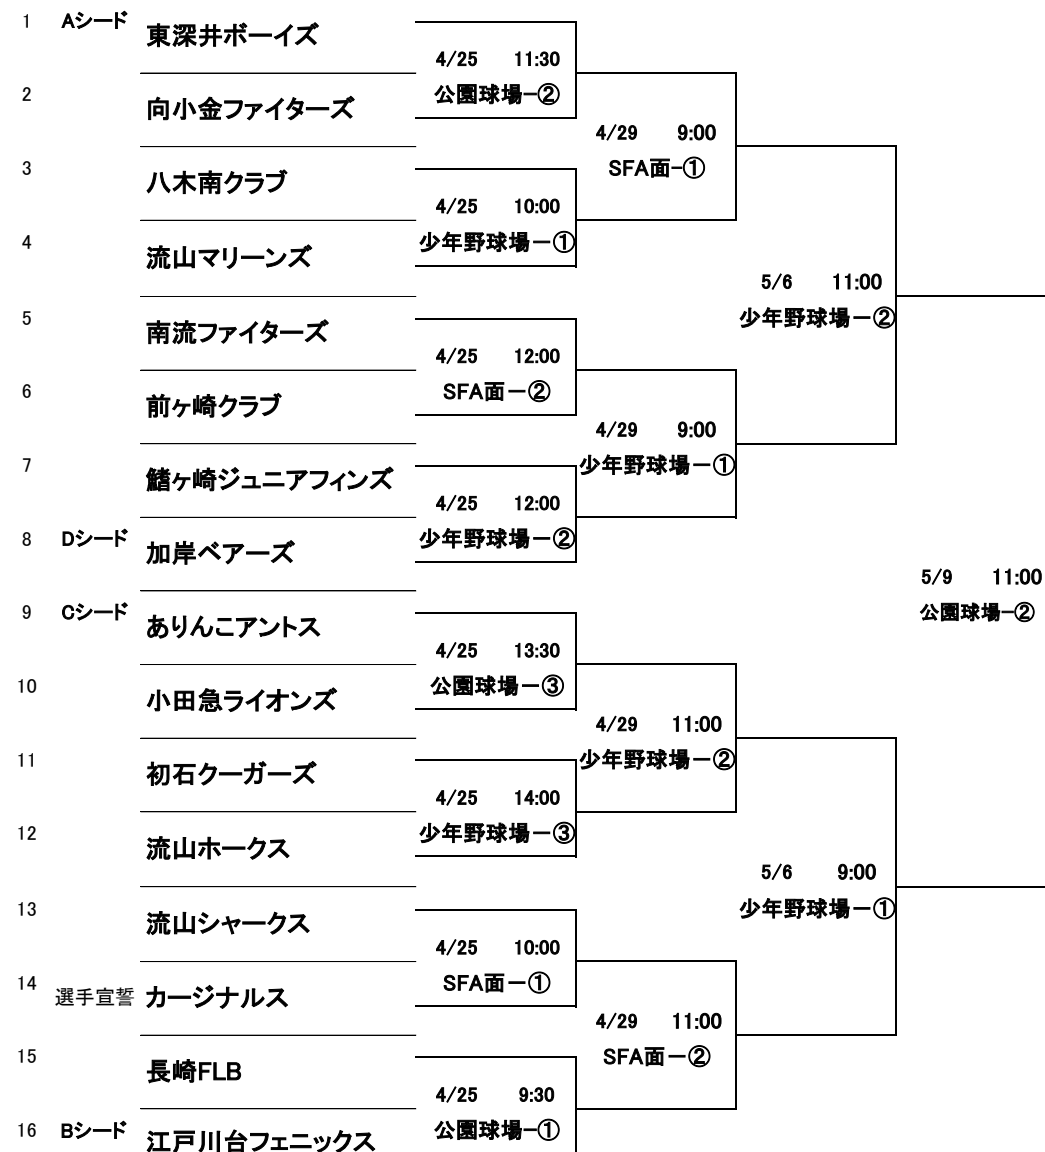 1 Aシード 東深井ボーイズ
4/25 11:30
公園球場ー②
2 向小金ファイターズ
4/29 9:00
SFA面-①
3 八木南クラブ
4/25 10:00
少年野球場ー①
4 流山マリーンズ
5/6 11:00
少年野球場ー②
5 南流ファイターズ
4/25 12:00
SFA面ー②
6 前ヶ崎クラブ
4/29 9:00
少年野球場ー①
7 鰭ヶ崎ジュニアフィンズ
4/25 12:00
少年野球場ー②
8 Dシード 加岸ベアーズ
5/9 11:00
公園球場ー②
9 Cシード ありんこアントス
4/25 13:30
公園球場ー③
10 小田急ライオンズ
4/29 11:00
少年野球場ー②
11 初石クーガーズ
4/25 14:00
少年野球場ー③
12 流山ホークス
5/6 9:00
少年野球場ー①
13 流山シャークス
4/25 10:00
SFA面ー①
14 選手宣誓 カージナルス
4/29 11:00
SFA面ー②
15 長崎FLB
4/25 9:30
公園球場ー①
16 Bシード 江戸川台フェニックス